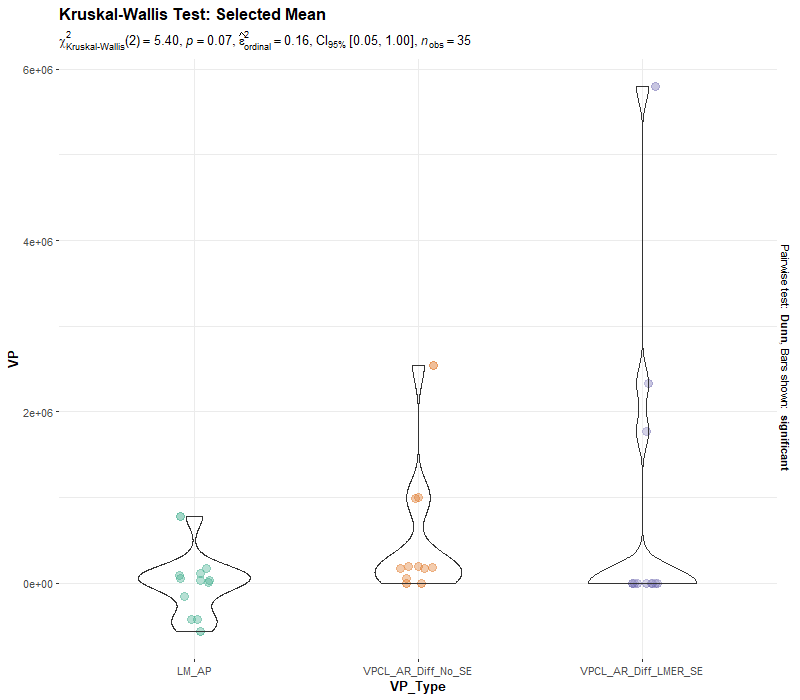 Kruskal-Wallis Test: Selected Mean
χ²Kruskal-Wallis(2) = 5.40, p = 0.07, ε̂²ordinal = 0.16, CI95% [0.05, 1.00], nobs = 35
6e+06
4e+06
2e+06
0e+00
VP
LM_AP
VPCL_AR_Diff_No_SE
VPCL_AR_Diff_LMER_SE
VP_Type
Pairwise test: Dunn, Bars shown: significant